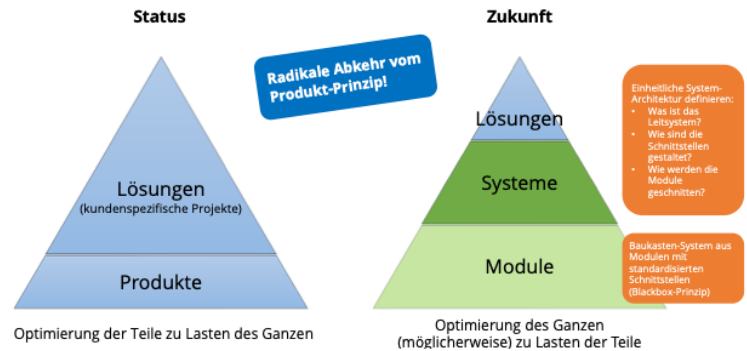 Status
Zukunft
Radikale Abkehr vom
Produkt-Prinzip!
Lösungen
(kundenspezifische Projekte)
Produkte
Optimierung der Teile zu Lasten des Ganzen
Lösungen
Systeme
Module
Optimierung des Ganzen
(möglicherweise) zu Lasten der Teile
Einheitliche System-
Architektur definieren:
• Was ist das
Leitsystem?
• Wie sind die
Schnittstellen
gestaltet?
• Wie werden die
Module
geschnitten?
Baukasten-System aus
Modulen mit
standardisierten
Schnittstellen
(Blackbox-Prinzip)